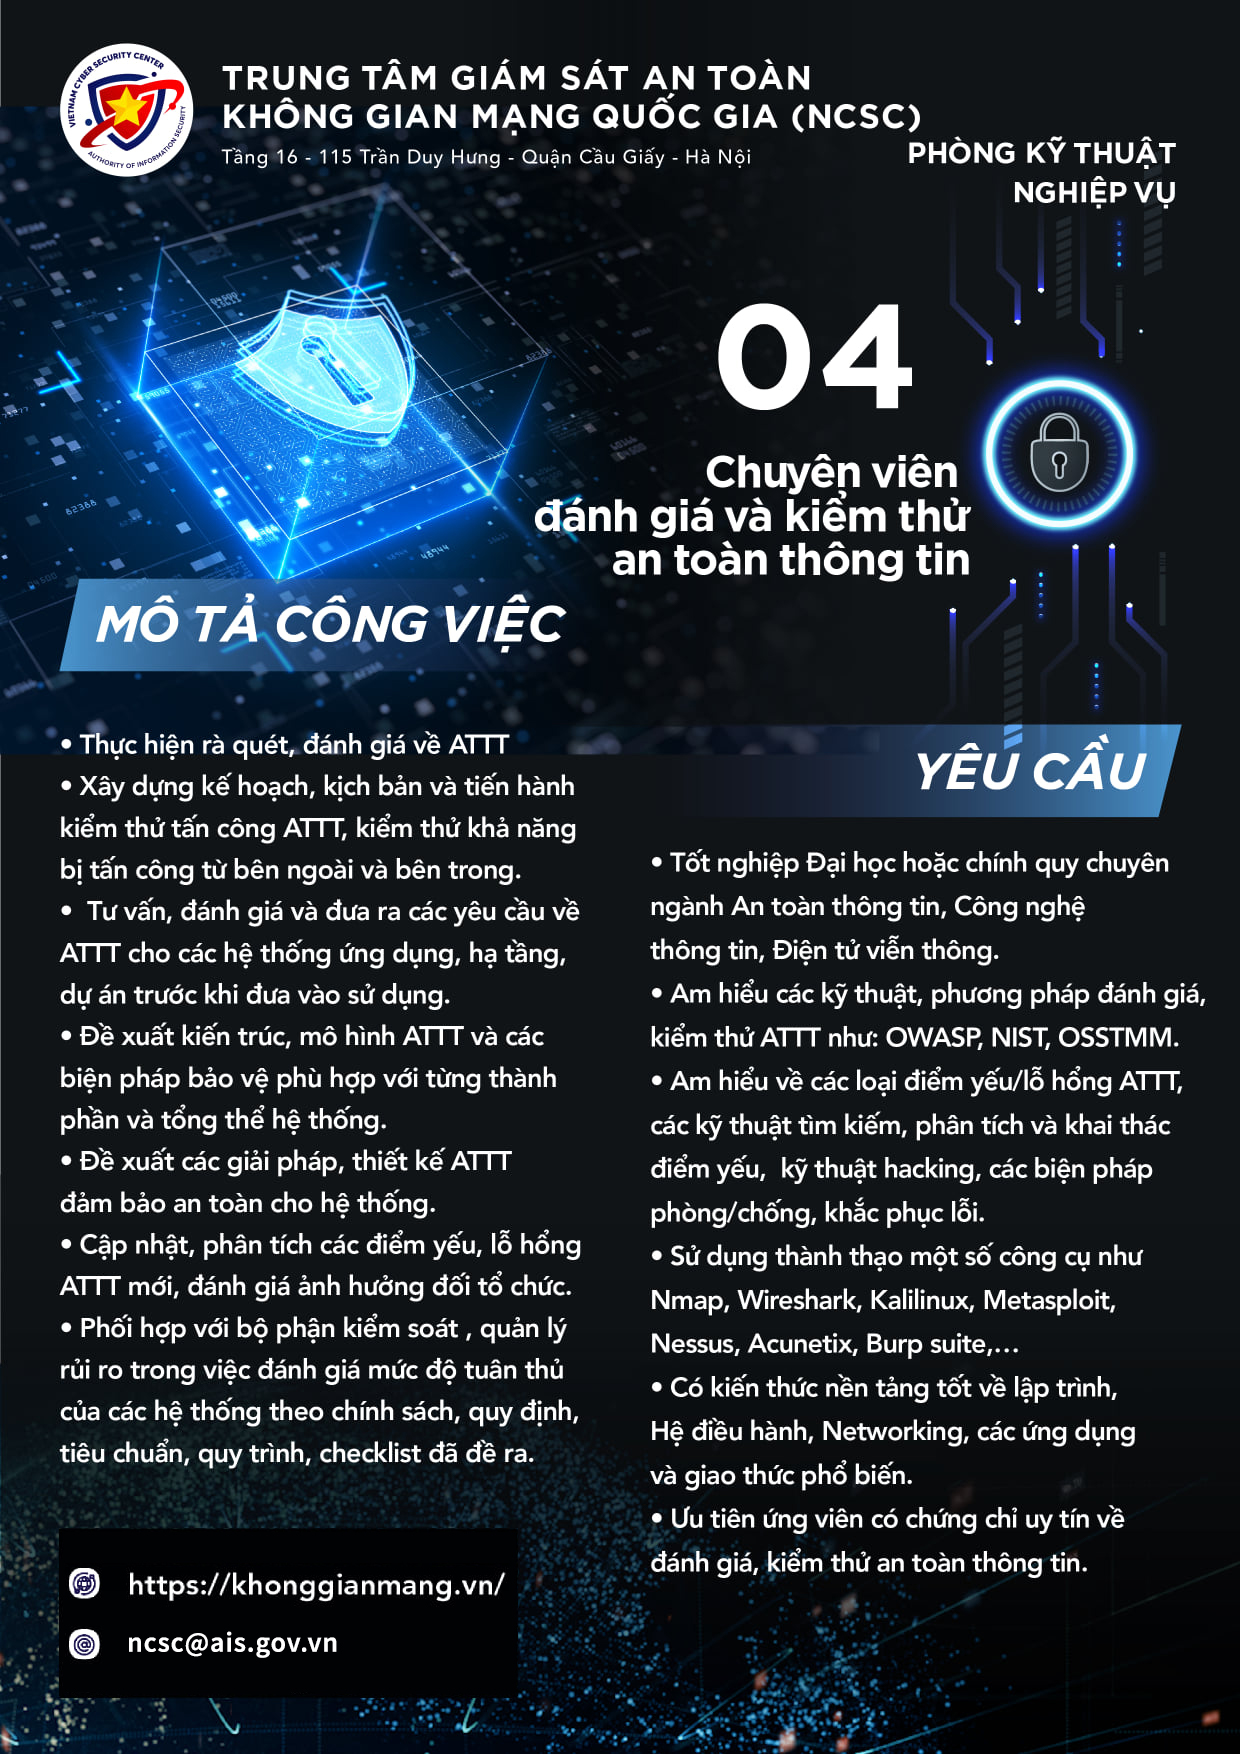 VIETNAM CYBER SECURITY CENTER
AUTHORITY OF INFORMATION SECURITY
TRUNG TÂM GIÁM SÁT AN TOÀN
KHÔNG GIAN MẠNG QUỐC GIA (NCSC)
Tầng 16 - 115 Trần Duy Hưng - Quận Cầu Giấy - Hà Nội
PHÒNG KỸ THUẬT
NGHIỆP VỤ
04
Chuyên viên
đánh giá và kiểm thử
an toàn thông tin
MÔ TẢ CÔNG VIỆC
• Thực hiện rà quét, đánh giá về ATTT
• Xây dựng kế hoạch, kịch bản và tiến hành
kiểm thử tấn công ATTT, kiểm thử khả năng
bị tấn công từ bên ngoài và bên trong.
• Tư vấn, đánh giá và đưa ra các yêu cầu về
ATTT cho các hệ thống ứng dụng, hạ tầng,
dự án trước khi đưa vào sử dụng.
• Đề xuất kiến trúc, mô hình ATTT và các
biện pháp bảo vệ phù hợp với từng thành
phần và tổng thể hệ thống.
• Đề xuất các giải pháp, thiết kế ATTT
đảm bảo an toàn cho hệ thống.
• Cập nhật, phân tích các điểm yếu, lỗ hổng
ATTT mới, đánh giá ảnh hưởng đối tổ chức.
• Phối hợp với bộ phận kiểm soát , quản lý
rủi ro trong việc đánh giá mức độ tuân thủ
của các hệ thống theo chính sách, quy định,
tiêu chuẩn, quy trình, checklist đã đề ra.
YÊU CẦU
• Tốt nghiệp Đại học hoặc chính quy chuyên
ngành An toàn thông tin, Công nghệ
thông tin, Điện tử viễn thông.
• Am hiểu các kỹ thuật, phương pháp đánh giá,
kiểm thử ATTT như: OWASP, NIST, OSSTMM.
• Am hiểu về các loại điểm yếu/lỗ hổng ATTT,
các kỹ thuật tìm kiếm, phân tích và khai thác
điểm yếu, kỹ thuật hacking, các biện pháp
phòng/chống, khắc phục lỗi.
• Sử dụng thành thạo một số công cụ như
Nmap, Wireshark, Kalilinux, Metasploit,
Nessus, Acunetix, Burp suite,...
• Có kiến thức nền tảng tốt về lập trình,
Hệ điều hành, Networking, các ứng dụng
và giao thức phổ biến.
• Ưu tiên ứng viên có chứng chỉ uy tín về
đánh giá, kiểm thử an toàn thông tin.
https://khonggianmang.vn/
ncsc@ais.gov.vn